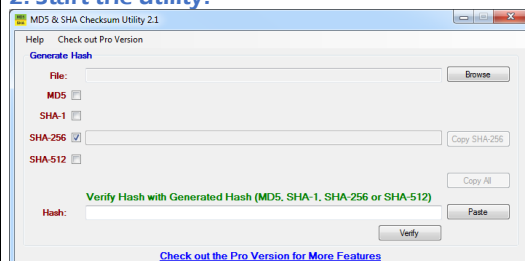 2. Start the utility:
MD5 & SHA Checksum Utility 2.1
Help Check out Pro Version
Generate Hash
File: Browse
MD5
SHA-1
SHA-256 Copy SHA-256
SHA-512
Copy All
Verify Hash with Generated Hash (MD5, SHA-1, SHA-256 or SHA-512)
Hash: Paste
Verify
Check out the Pro Version for More Features